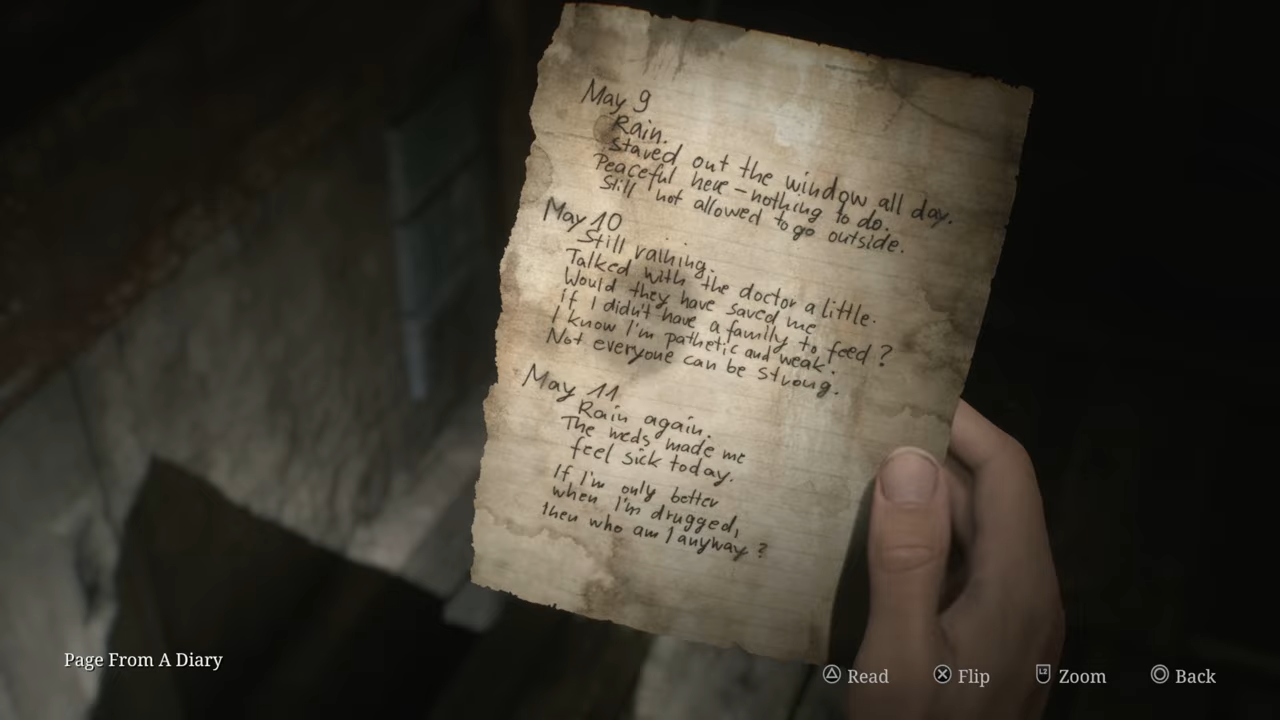 May 9
Rain.
Stared out the window all day.
Peaceful here – nothing to do.
Still not allowed to go outside.
May 10
Still raining.
Talked with the doctor a little.
Would they have saved me
if I didn't have a family to feed?
I know I'm pathetic and weak.
Not everyone can be strong.
May 11
Rain again.
The meds made me
feel sick today.
If I'm only better
when I'm drugged,
then who am I anyway?
Page From A Diary
Read
Flip
L2 Zoom
Back